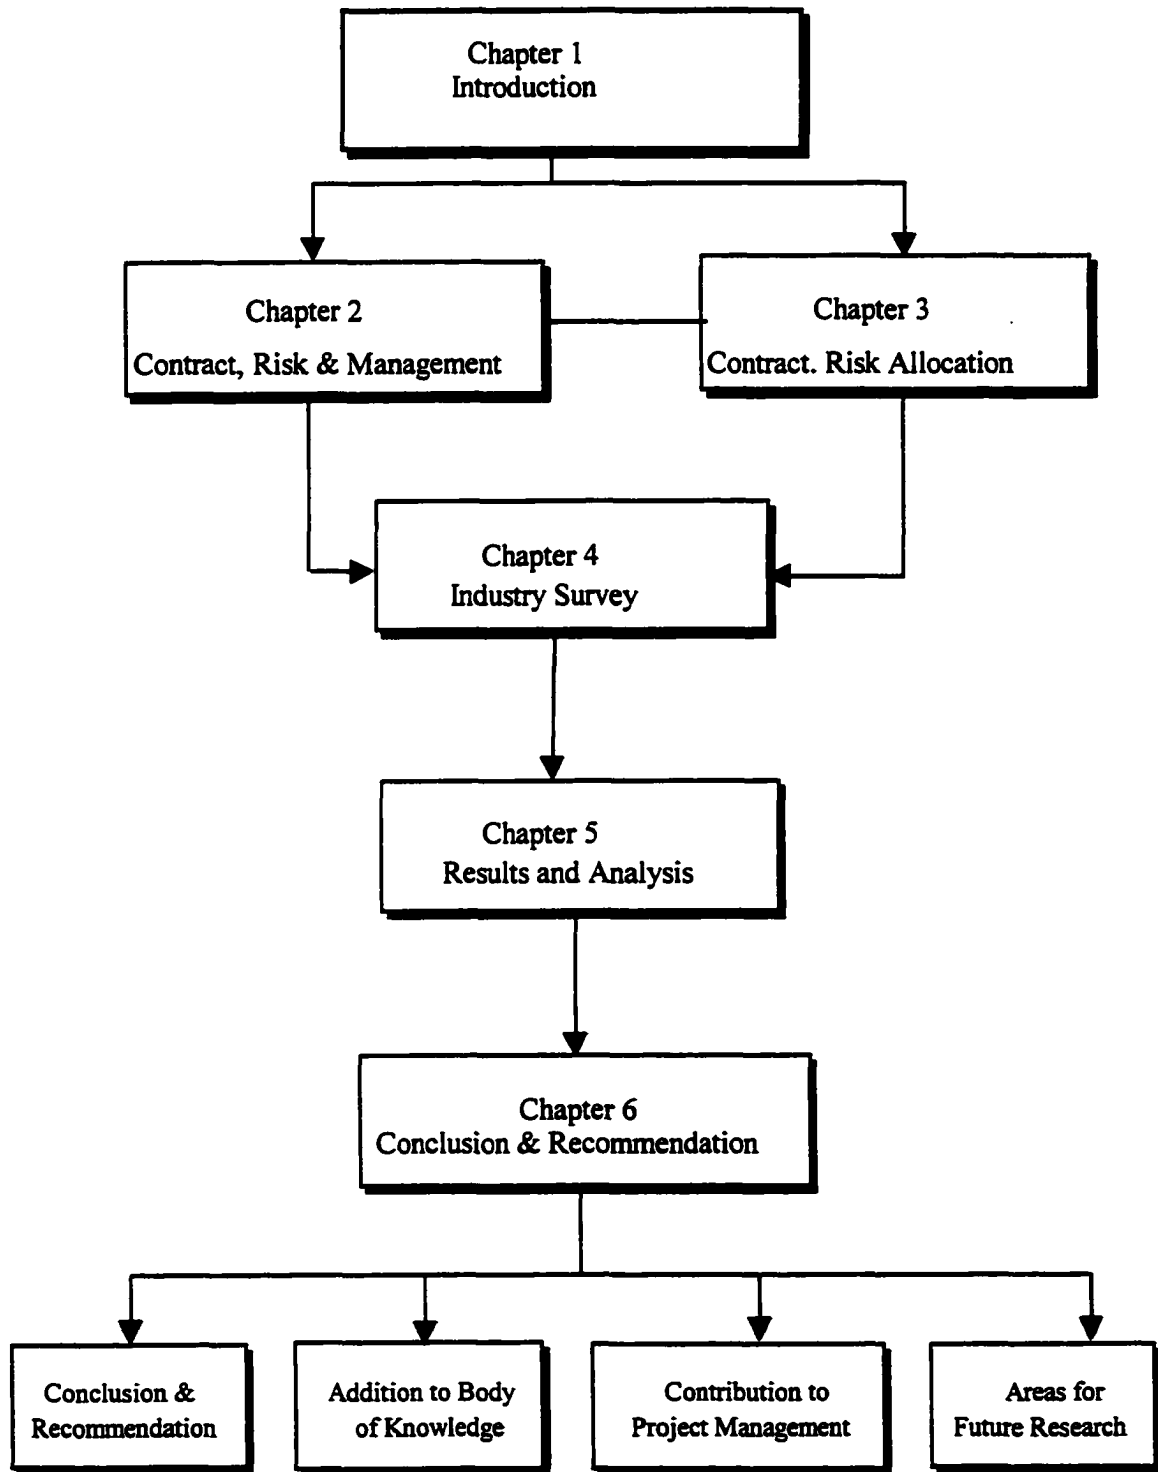 Chapter 1
Introduction
Chapter 2
Contract, Risk & Management
Chapter 3
Contract. Risk Allocation
Chapter 4
Industry Survey
Chapter 5
Results and Analysis
Chapter 6
Conclusion & Recommendation
Conclusion &
Recommendation
Addition to Body
of Knowledge
Contribution to
Project Management
Areas for
Future Research